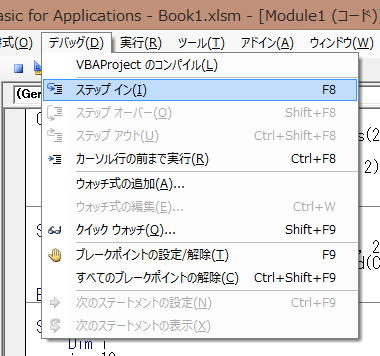 asic for Applications - Book1.xlsm - [Module1 (コード)
式(O) デバッグ(D) 実行(R) ツール(T) アドイン(A) ウィンドウ(W)
VBAProject のコンパイル(L)
(Ger
ステップ イン(I) F8
ステップ オーバー(O) Shift+F8
ステップ アウト(U) Ctrl+Shift+F8
カーソル行の前まで実行(R) Ctrl+F8
ウォッチ式の追加(A)...
ウォッチ式の編集(E)... Ctrl+W
クイック ウォッチ(Q)... Shift+F9
ブレークポイントの設定/解除(T) F9
すべてのブレークポイントの解除(C) Ctrl+Shift+F9
次のステートメントの設定(N) Ctrl+F9
次のステートメントの表示(X)
Dim i